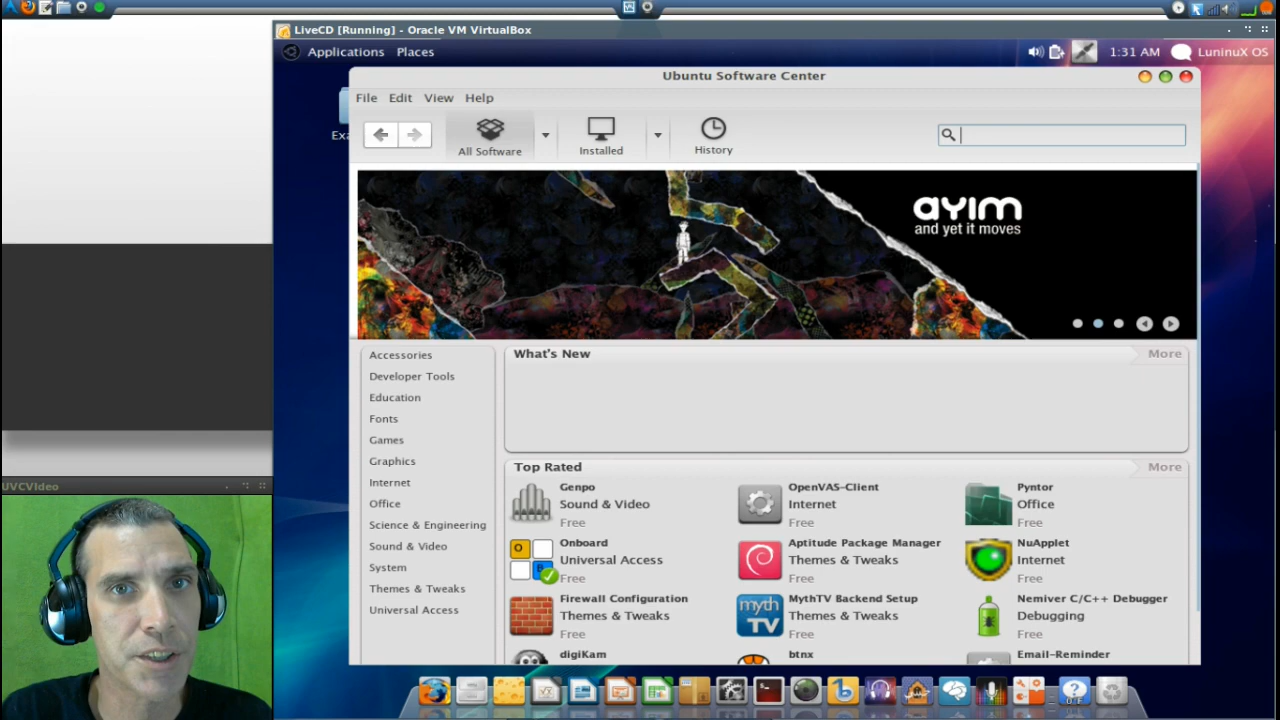 LiveCD [Running] - Oracle VM VirtualBox
Applications Places
1:31 AM LuninuX OS
Ubuntu Software Center
File Edit View Help
All Software Installed History
AYIM
and yet it moves
Exa
Accessories
Developer Tools
Education
Fonts
Games
Graphics
Internet
Office
Science & Engineering
Sound & Video
System
Themes & Tweaks
Universal Access
What's New More
Top Rated More
Genpo
Sound & Video
Free
OpenVAS-Client
Internet
Free
Pyntor
Office
Free
Onboard
Universal Access
Free
Aptitude Package Manager
Themes & Tweaks
Free
NuApplet
Internet
Free
Firewall Configuration
Themes & Tweaks
Free
myth
TV
MythTV Backend Setup
Themes & Tweaks
Free
Nemiver C/C++ Debugger
Debugging
Free
digiKam
btnx
Email-Reminder
UVCVideo